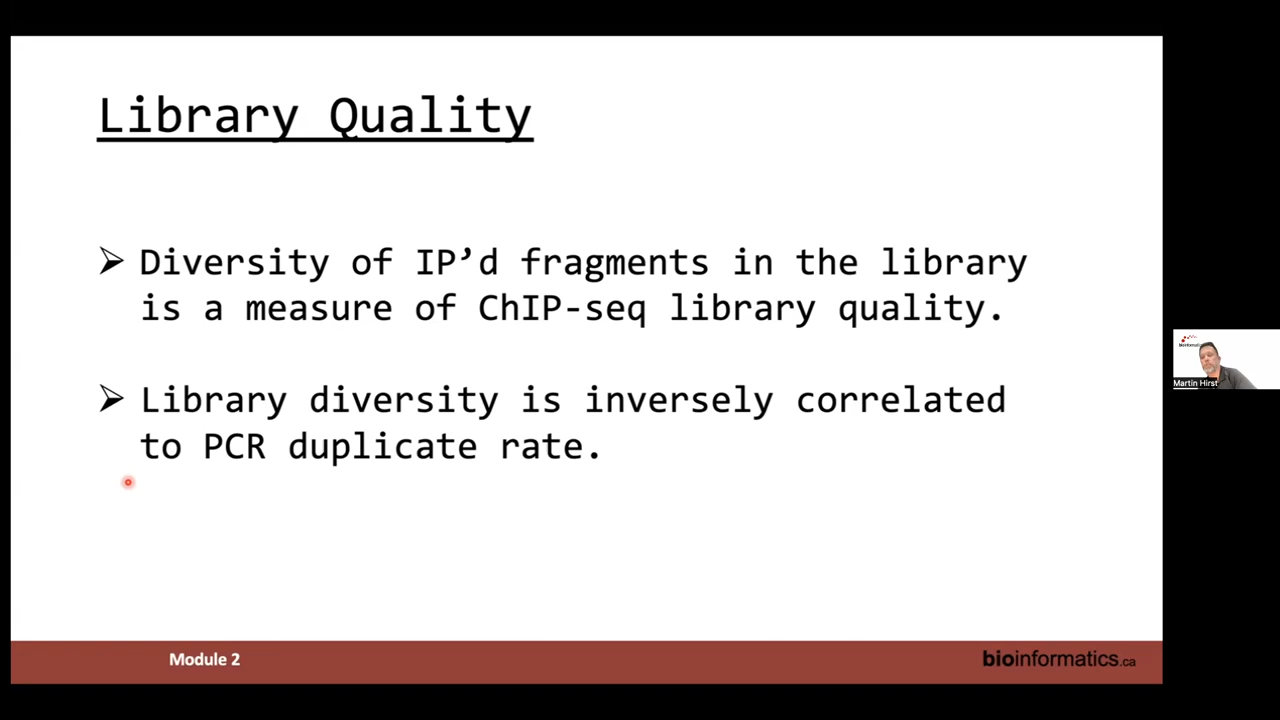 Library Quality
➢ Diversity of IP’d fragments in the library
is a measure of ChIP-seq library quality.
➢ Library diversity is inversely correlated
to PCR duplicate rate.
Martin Hirst
Module 2
bioinformatics.ca